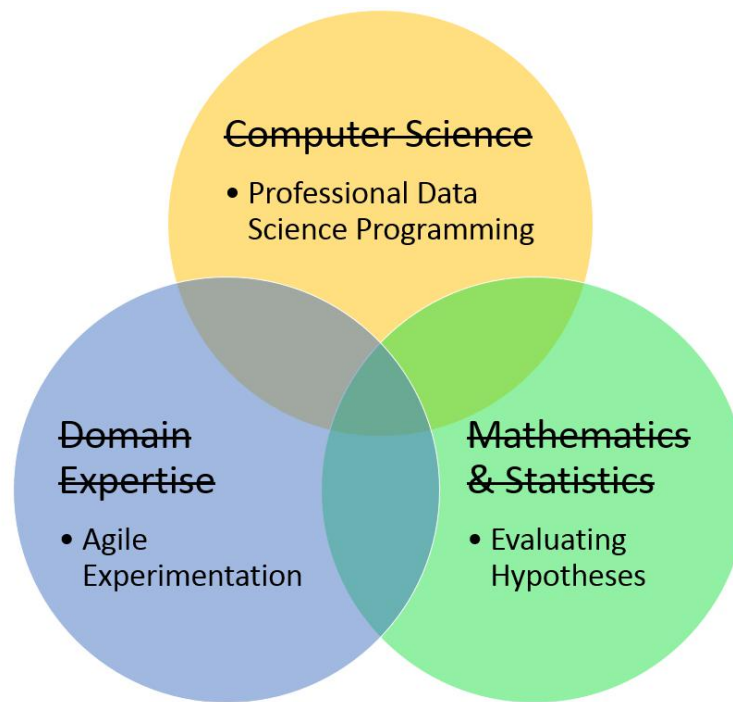 Computer Science
• Professional Data
Science Programming
Domain
Expertise
• Agile
Experimentation
Mathematics
& Statistics
• Evaluating
Hypotheses